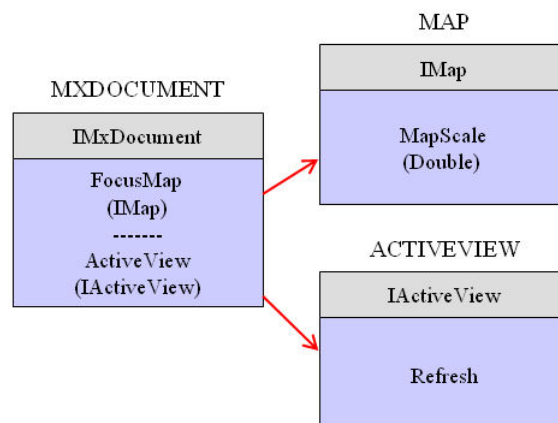 MXDOCUMENT
IMxDocument
FocusMap
(IMap)
-------
ActiveView
(IActiveView)
MAP
IMap
MapScale
(Double)
ACTIVEVIEW
IActiveView
Refresh